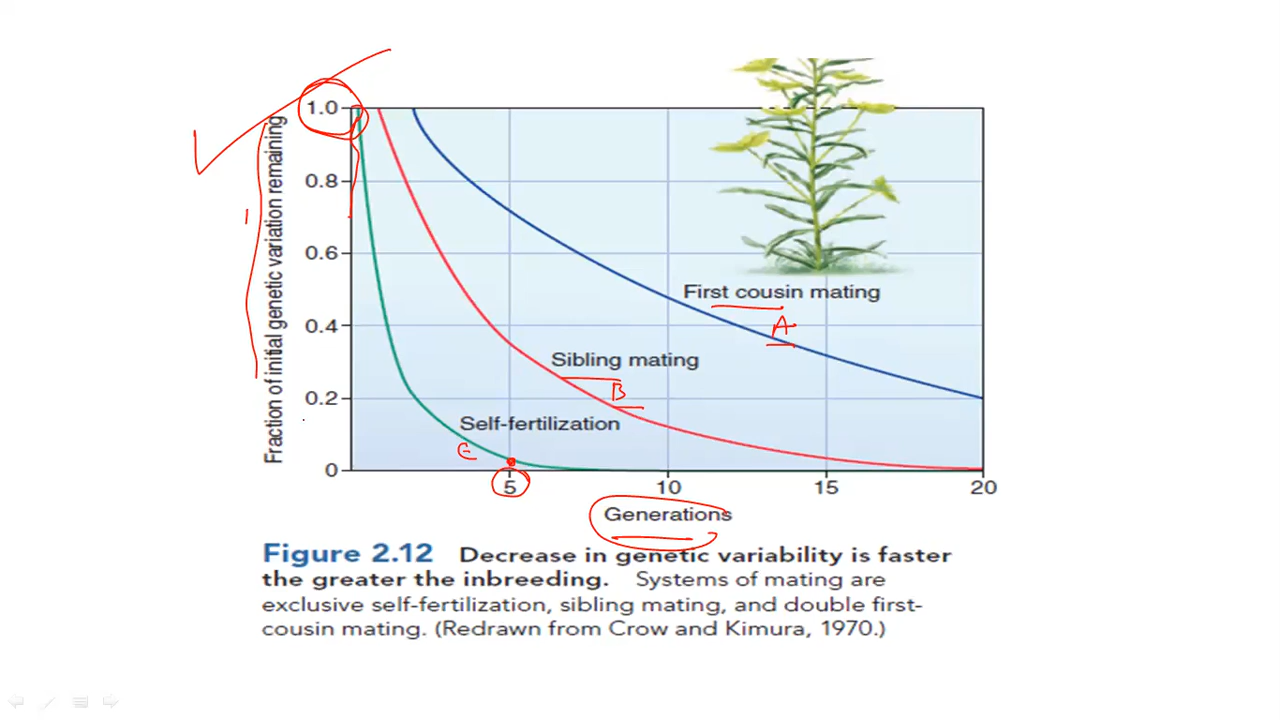 Fraction of initial genetic variation remaining
1.0
0.8
0.6
0.4
0.2
0
First cousin mating
A
Sibling mating
B
Self-fertilization
5
10
15
20
Generations
Figure 2.12 Decrease in genetic variability is faster
the greater the inbreeding. Systems of mating are
exclusive self-fertilization, sibling mating, and double first-
cousin mating. (Redrawn from Crow and Kimura, 1970.)